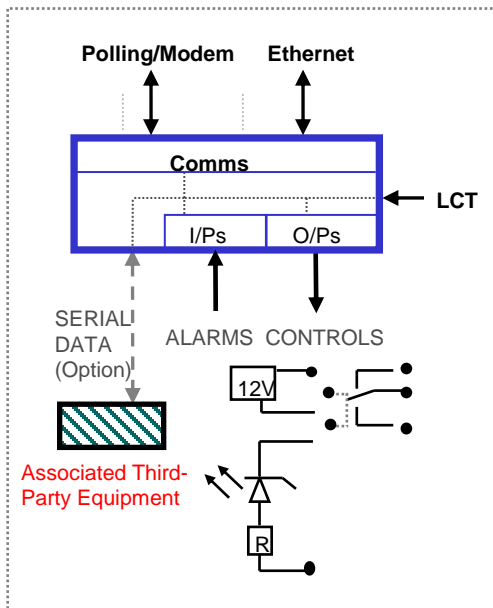 Polling/Modem
Ethernet
Comms
LCT
I/Ps
O/Ps
SERIAL
DATA
(Option)
ALARMS
CONTROLS
12V
Associated Third-
Party Equipment
R